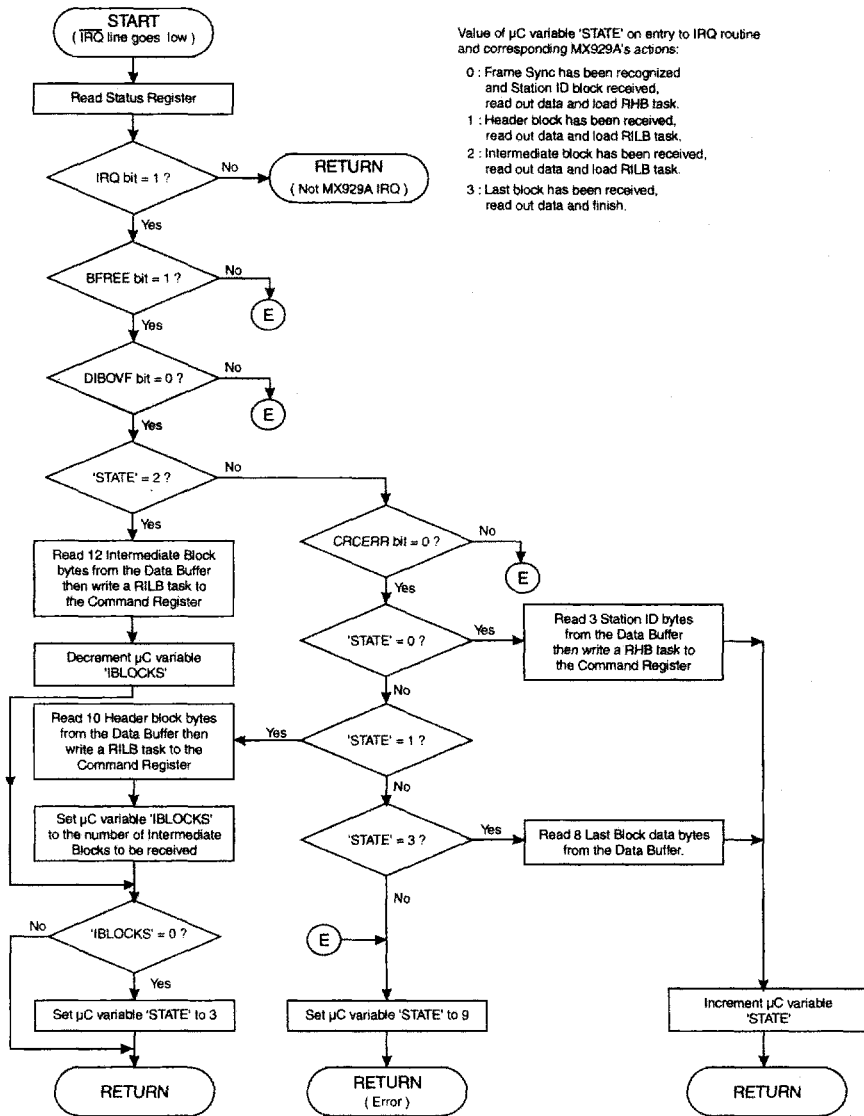 START
( IRQ line goes low )
Value of µC variable 'STATE' on entry to IRQ routine
and corresponding MX929A's actions:
0 : Frame Sync has been recognized
and Station ID block received,
read out data and load RHB task.
1 : Header block has been received,
read out data and load RILB task.
2 : Intermediate block has been received,
read out data and load RILB task.
3 : Last block has been received,
read out data and finish.
Read Status Register
IRQ bit = 1 ?
No
RETURN
( Not MX929A IRQ )
Yes
BFREE bit = 1 ?
No
E
Yes
DIBOVF bit = 0 ?
No
E
Yes
'STATE' = 2 ?
No
Yes
CRCERR bit = 0 ?
No
E
Yes
Read 12 Intermediate Block
bytes from the Data Buffer
then write a RILB task to
the Command Register
'STATE' = 0 ?
Yes
Read 3 Station ID bytes
from the Data Buffer
then write a RHB task to
the Command Register
No
Decrement µC variable
'IBLOCKS'
Read 10 Header block bytes
from the Data Buffer then
write a RILB task to the
Command Register
Yes
'STATE' = 1 ?
No
Set µC variable 'IBLOCKS'
to the number of Intermediate
Blocks to be received
'STATE' = 3 ?
Yes
Read 8 Last Block data bytes
from the Data Buffer.
No
No
'IBLOCKS' = 0 ?
Yes
E
Set µC variable 'STATE' to 3
Set µC variable 'STATE' to 9
Increment µC variable
'STATE'
RETURN
RETURN
( Error )
RETURN